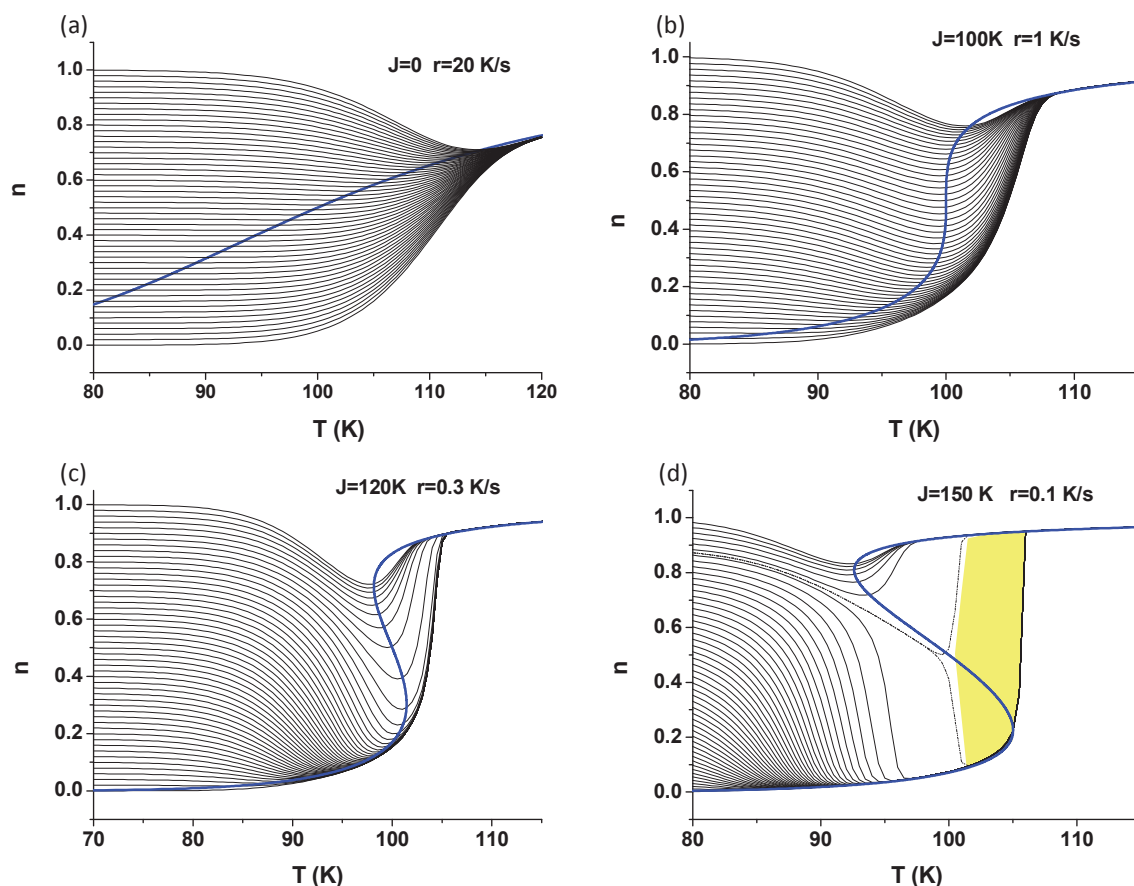 (a)
J=0 r=20 K/s
1.0
0.8
0.6
0.4
0.2
0.0
n
80 90 100 110 120
T (K)
(b)
J=100K r=1 K/s
1.0
0.8
0.6
0.4
0.2
0.0
n
80 90 100 110
T (K)
(c)
J=120K r=0.3 K/s
1.0
0.8
0.6
0.4
0.2
0.0
n
70 80 90 100 110
T (K)
(d)
J=150 K r=0.1 K/s
1.0
0.8
0.6
0.4
0.2
0.0
n
80 90 100 110
T (K)